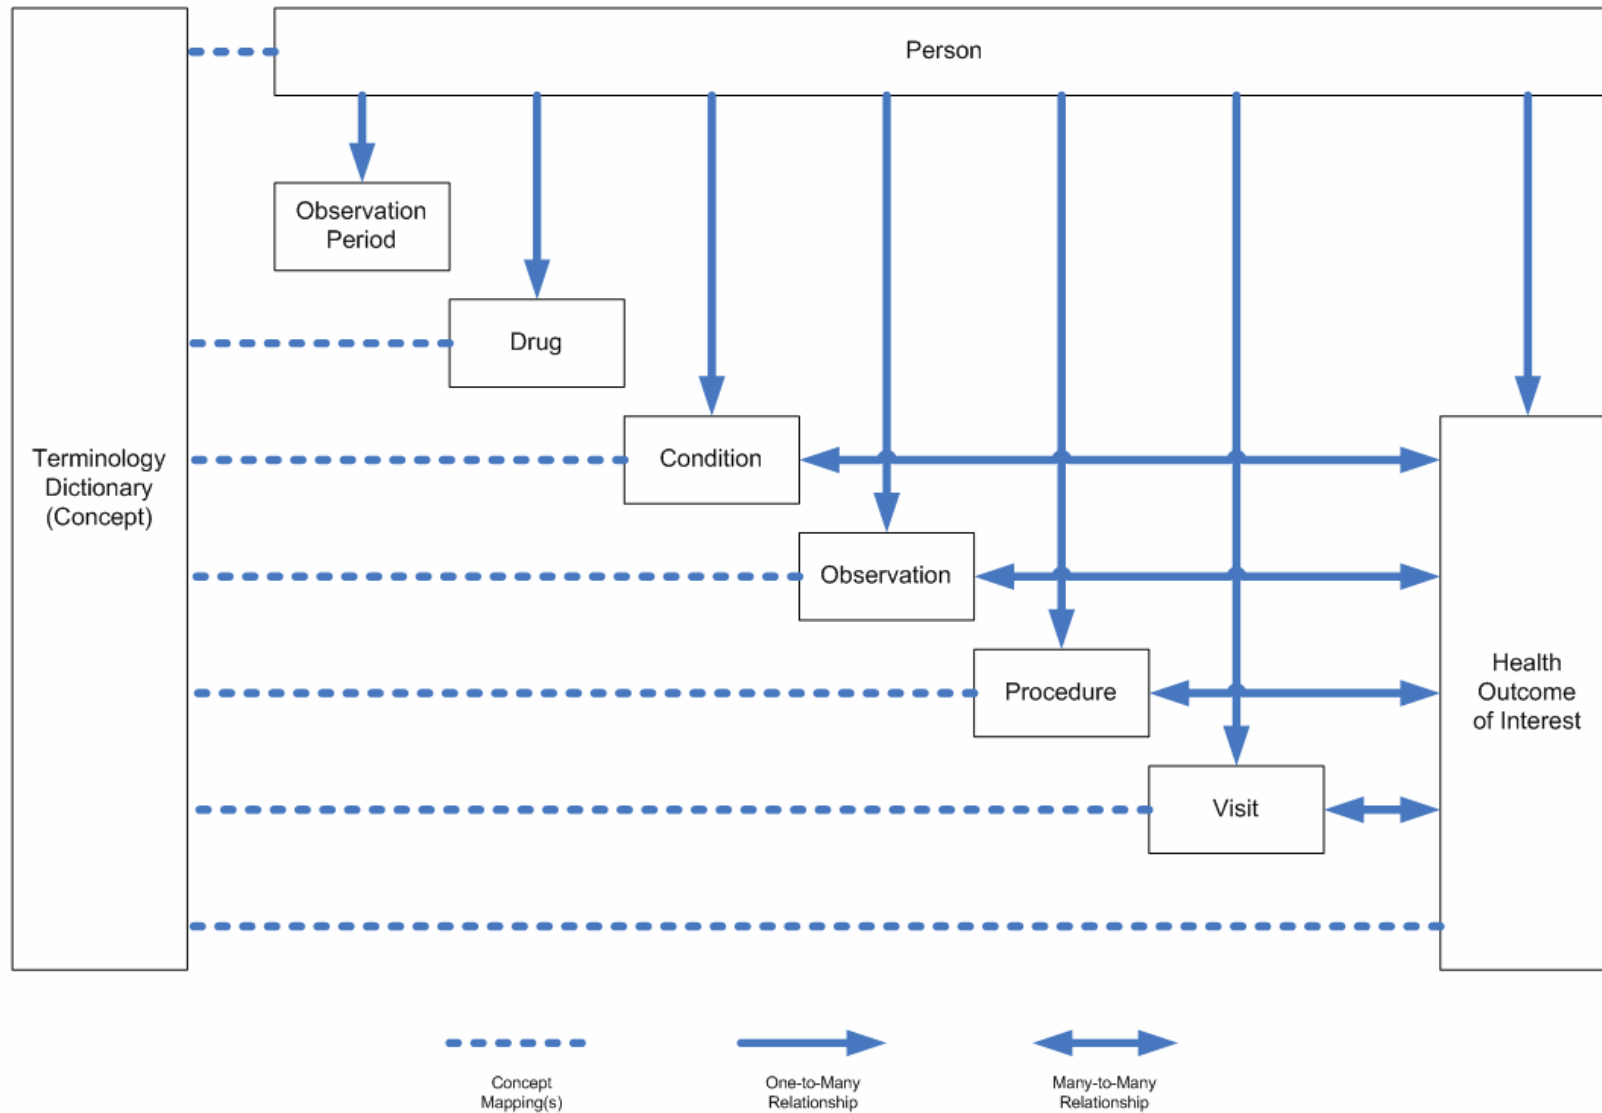 Person
Observation
Period
Drug
Condition
Terminology
Dictionary
(Concept)
Observation
Procedure
Health
Outcome
of Interest
Visit
Concept
Mapping(s)
One-to-Many
Relationship
Many-to-Many
Relationship